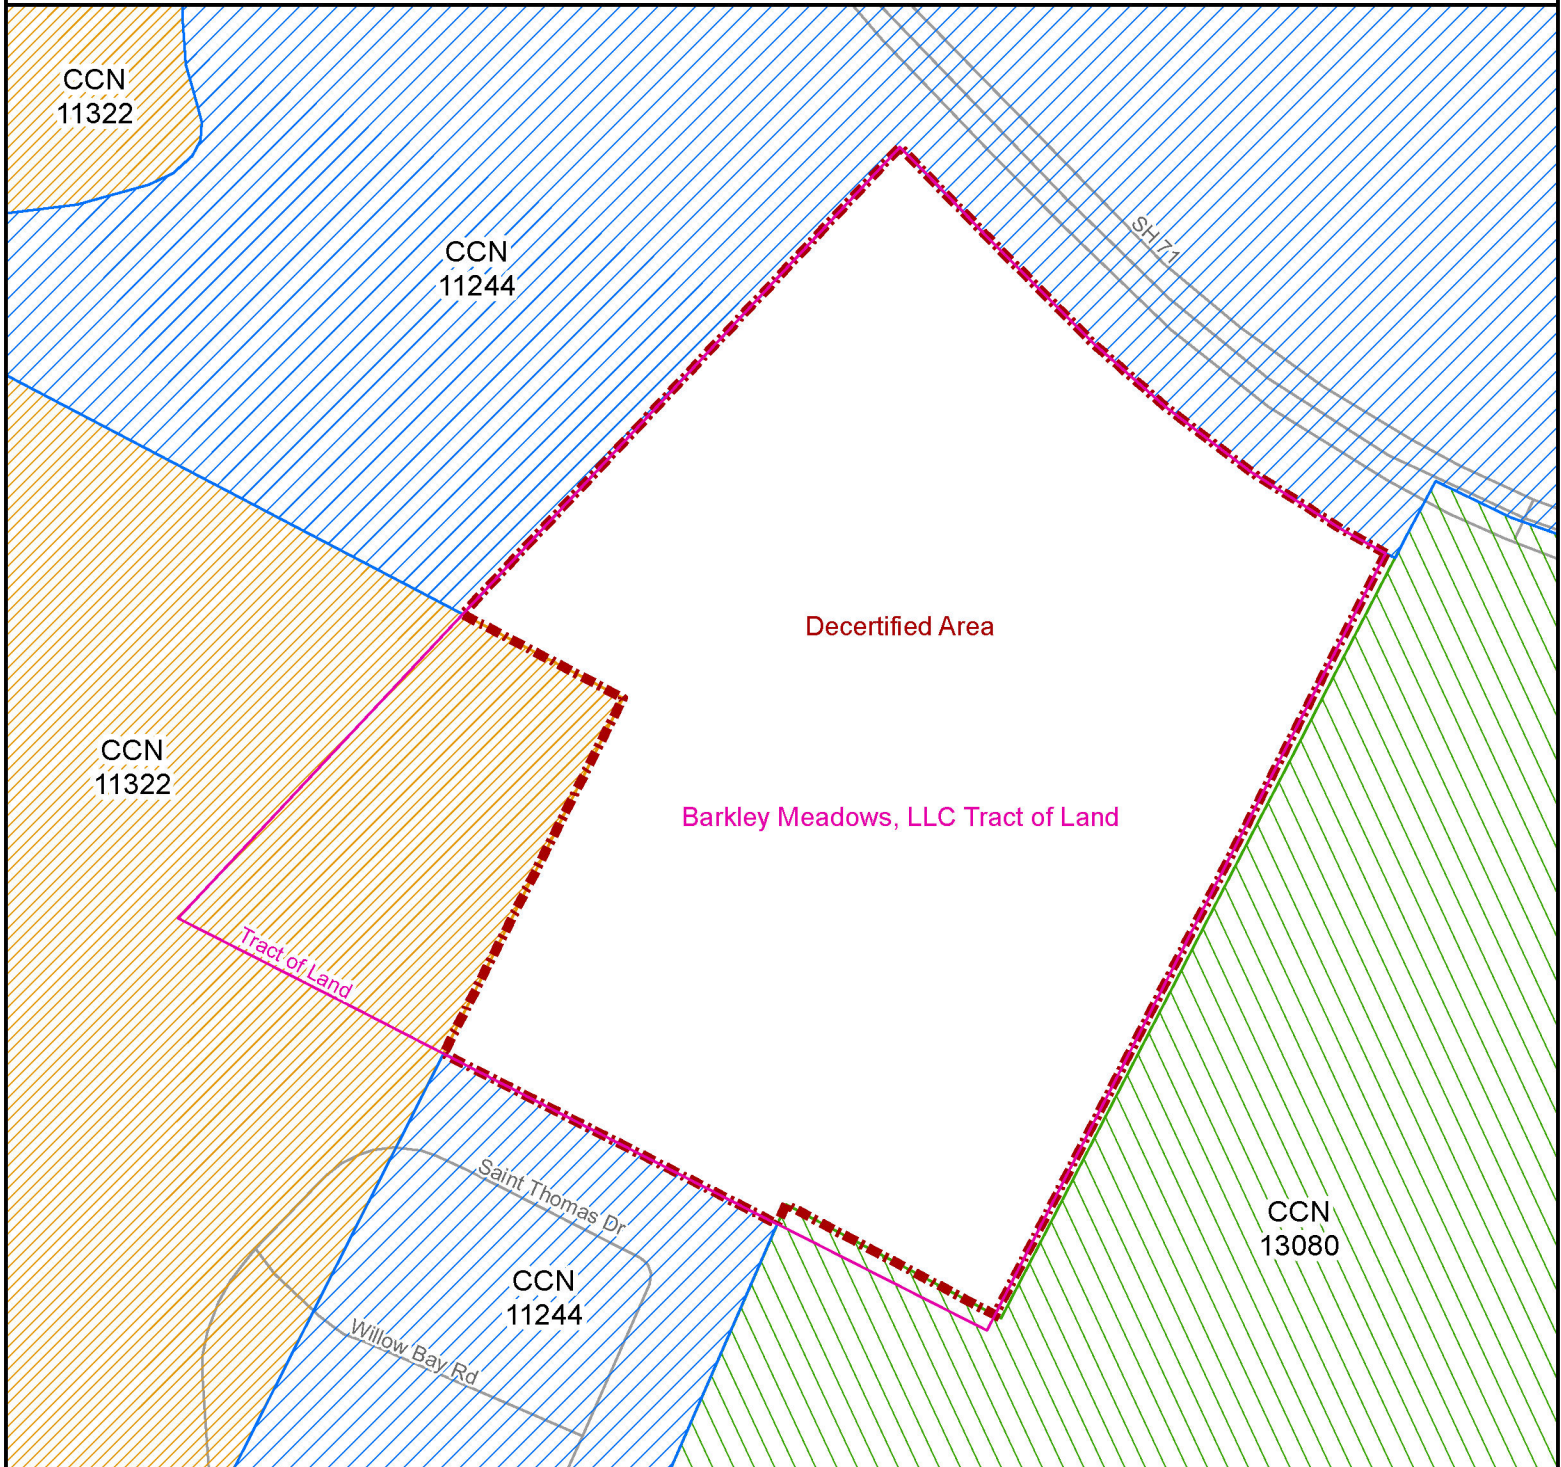 CCN
11322
SH 71
CCN
11244
Decertified Area
CCN
11322
Barkley Meadows, LLC Tract of Land
Tract of Land
Saint Thomas Dr
CCN
13080
CCN
11244
Willow Bay Rd